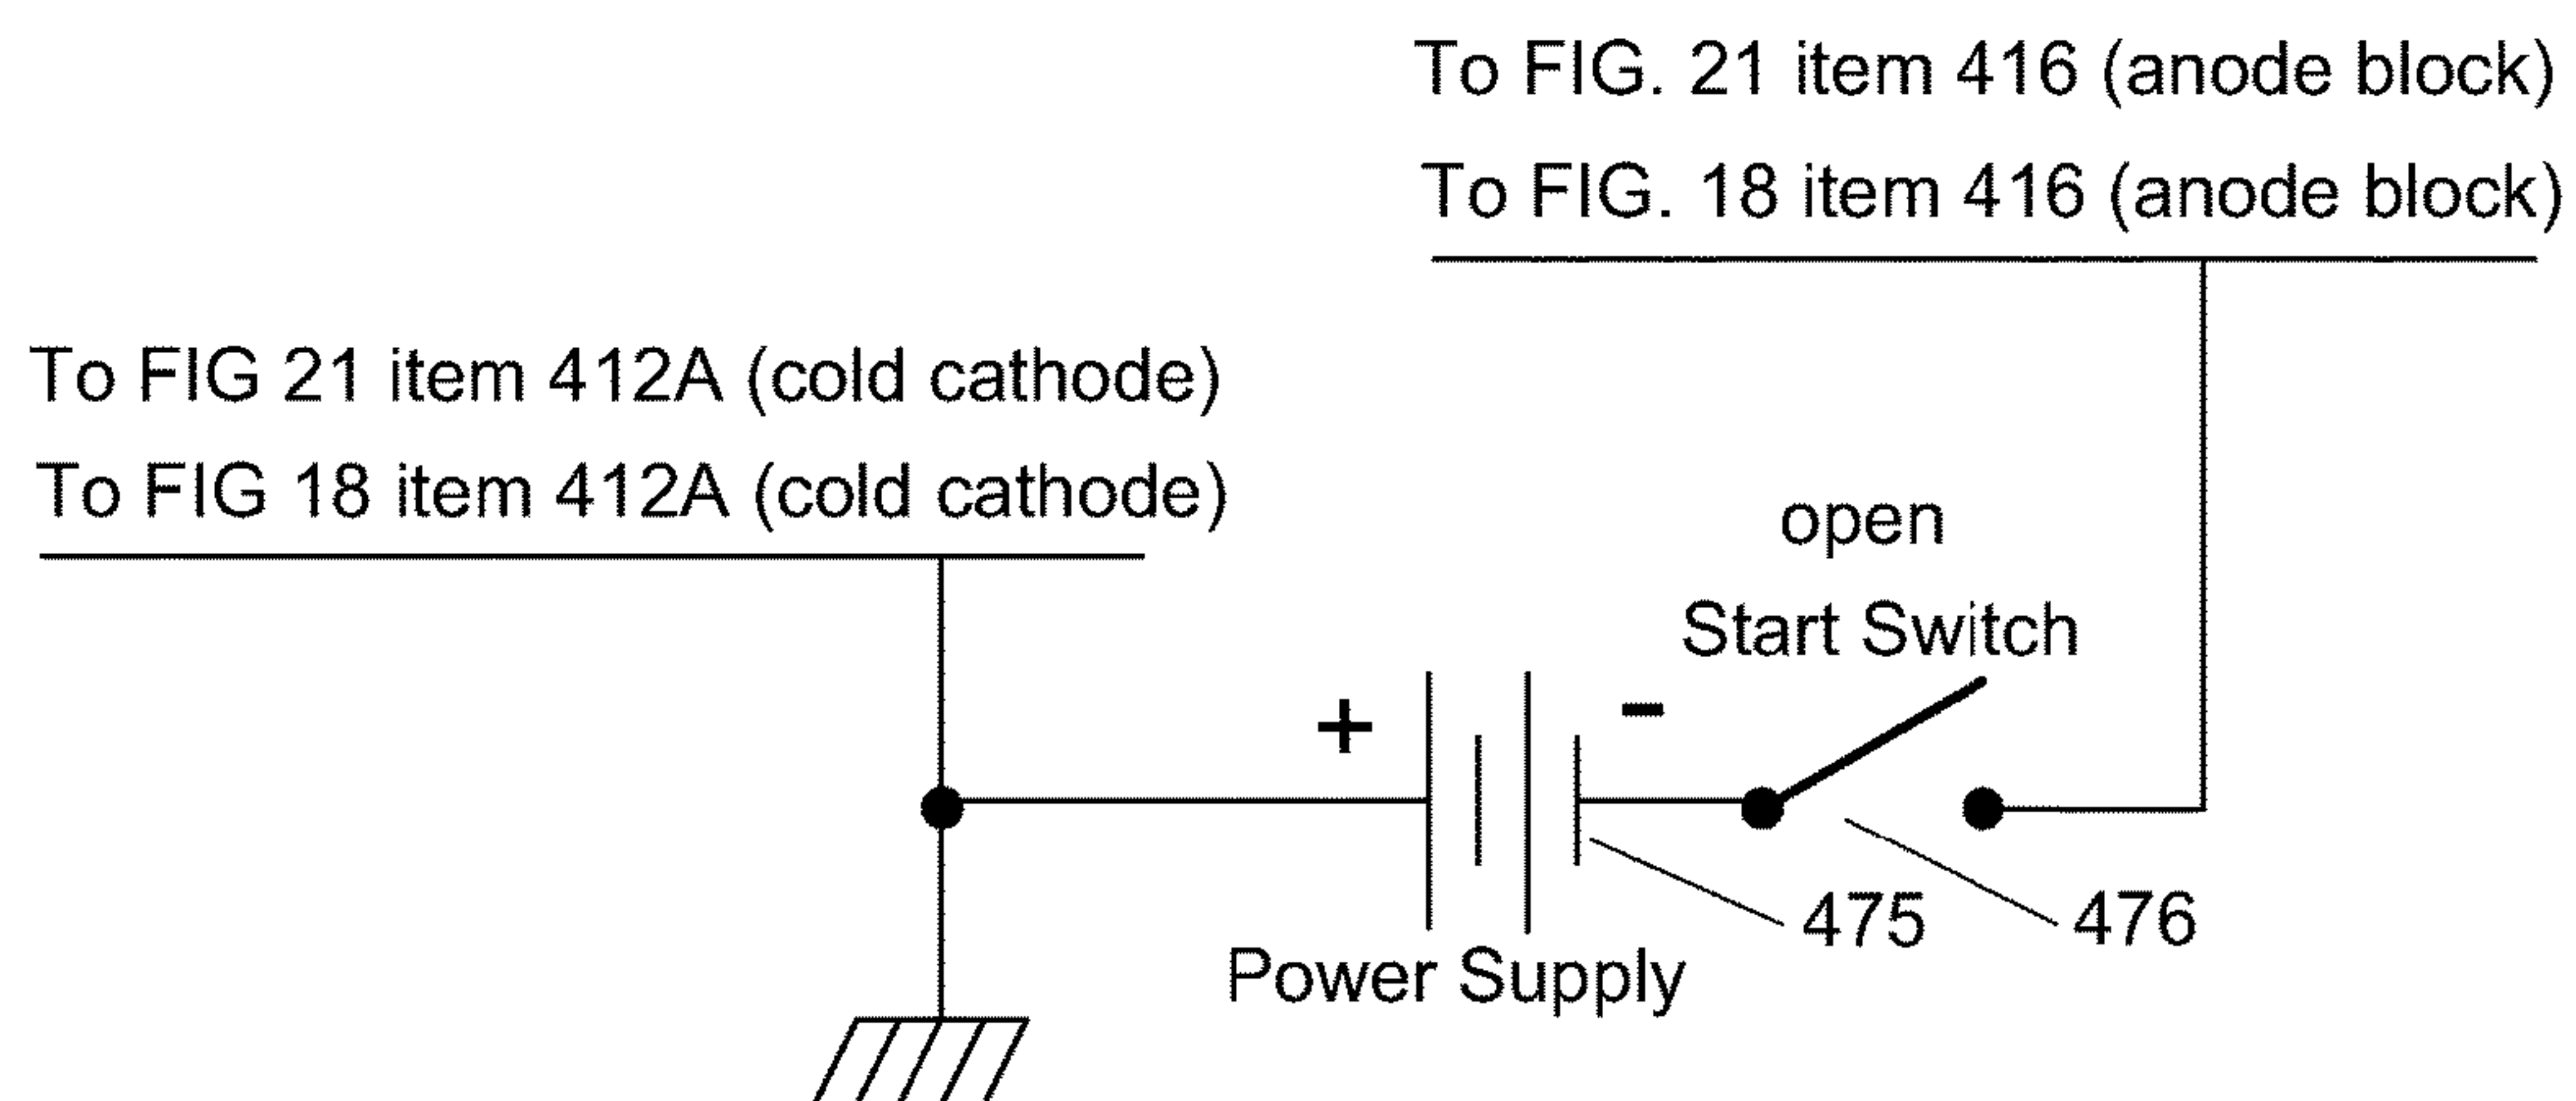 To FIG. 21 item 416 (anode block)
To FIG. 18 item 416 (anode block)
To FIG 21 item 412A (cold cathode)
To FIG 18 item 412A (cold cathode)
open
Start Switch
+
-
475
476
Power Supply